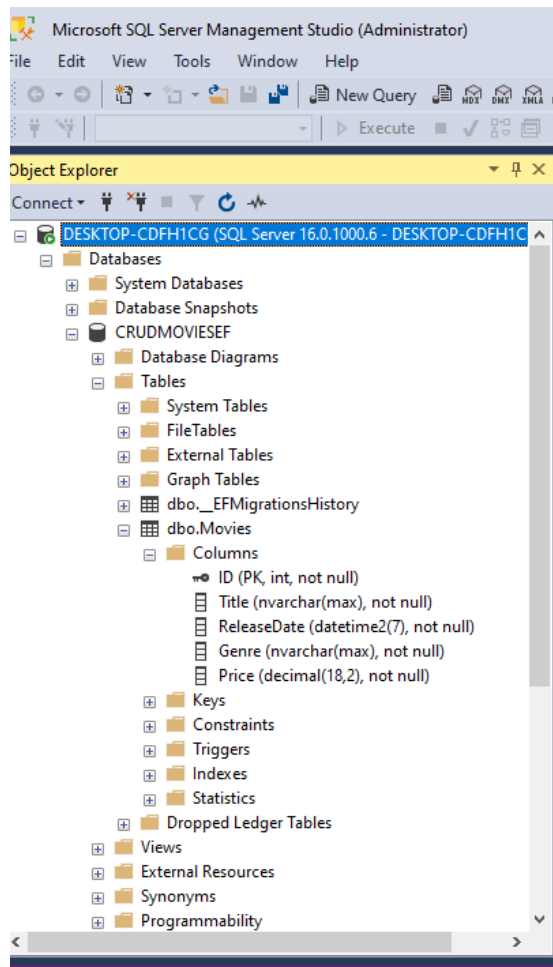 Microsoft SQL Server Management Studio (Administrator)
File Edit View Tools Window Help
New Query MDX DMX XMLA
Execute
Object Explorer
Connect
DESKTOP-CDFH1CG (SQL Server 16.0.1000.6 - DESKTOP-CDFH1C
Databases
System Databases
Database Snapshots
CRUDMOVIESEF
Database Diagrams
Tables
System Tables
FileTables
External Tables
Graph Tables
dbo.__EFMigrationsHistory
dbo.Movies
Columns
ID (PK, int, not null)
Title (nvarchar(max), not null)
ReleaseDate (datetime2(7), not null)
Genre (nvarchar(max), not null)
Price (decimal(18,2), not null)
Keys
Constraints
Triggers
Indexes
Statistics
Dropped Ledger Tables
Views
External Resources
Synonyms
Programmability